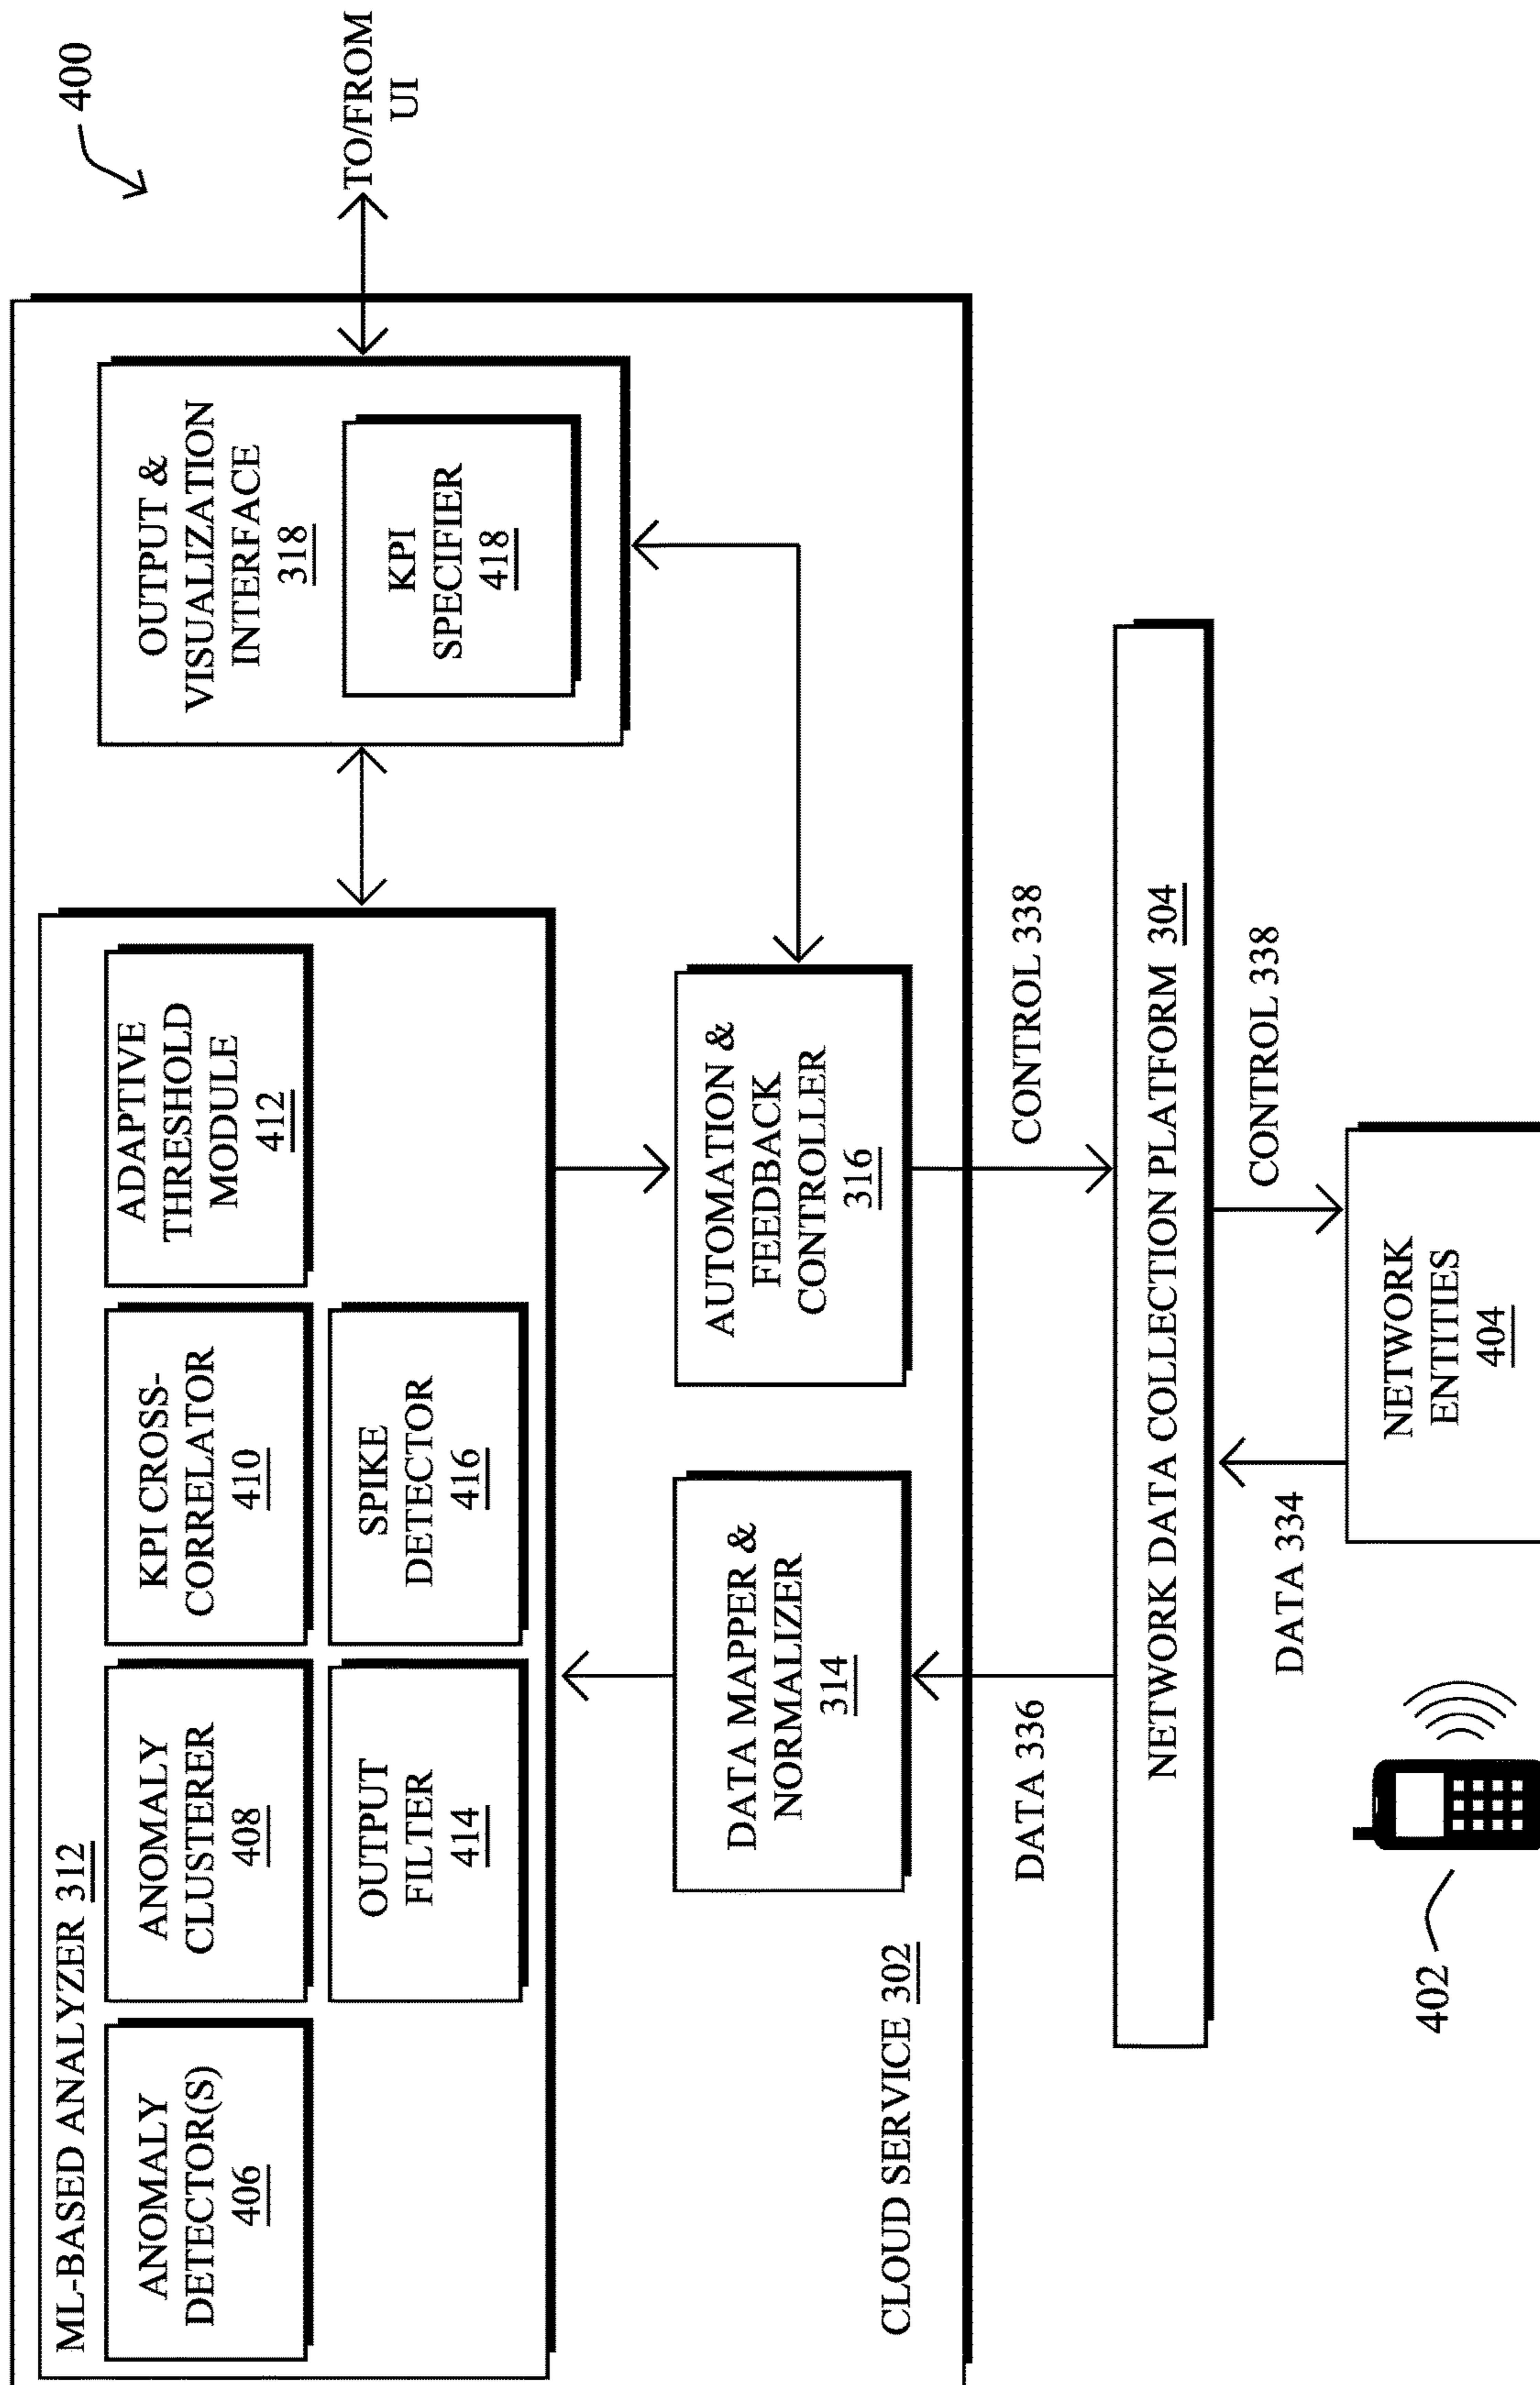 400
TO/FROM
UI
ML-BASED ANALYZER 312
ANOMALY
DETECTOR(S)
406
ANOMALY
CLUSTERER
408
KPI CROSS-
CORRELATOR
410
ADAPTIVE
THRESHOLD
MODULE
412
OUTPUT
FILTER
414
SPIKE
DETECTOR
416
OUTPUT &
VISUALIZATION
INTERFACE
318
KPI
SPECIFIER
418
DATA MAPPER &
NORMALIZER
314
AUTOMATION &
FEEDBACK
CONTROLLER
316
CLOUD SERVICE 302
DATA 336
CONTROL 338
NETWORK DATA COLLECTION PLATFORM 304
DATA 334
CONTROL 338
402
NETWORK
ENTITIES
404